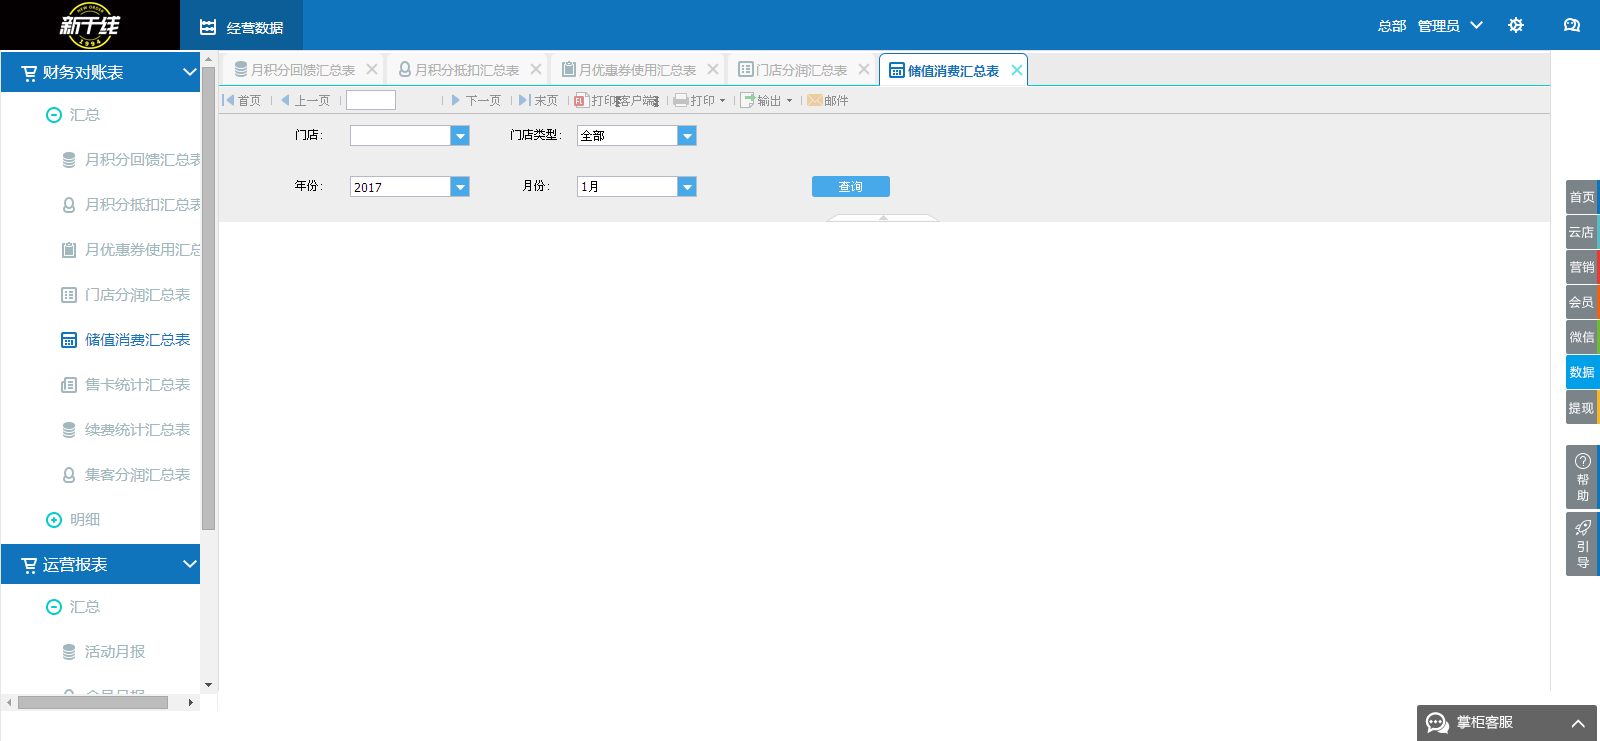 NEW ORDER
新干线
1994
经营数据
总部 管理员
财务对账表
汇总
月积分回馈汇总表
月积分抵扣汇总表
月优惠券使用汇总
门店分润汇总表
储值消费汇总表
售卡统计汇总表
续费统计汇总表
集客分润汇总表
明细
运营报表
汇总
活动月报
会员月报
月积分回馈汇总表
月积分抵扣汇总表
月优惠券使用汇总表
门店分润汇总表
储值消费汇总表
首页 上一页 下一页 末页 打印[客户端] 打印 输出 邮件
门店: 门店类型: 全部
年份: 2017 月份: 1月 查询
首页
云店
营销
会员
微信
数据
提现
帮助
引导
掌柜客服